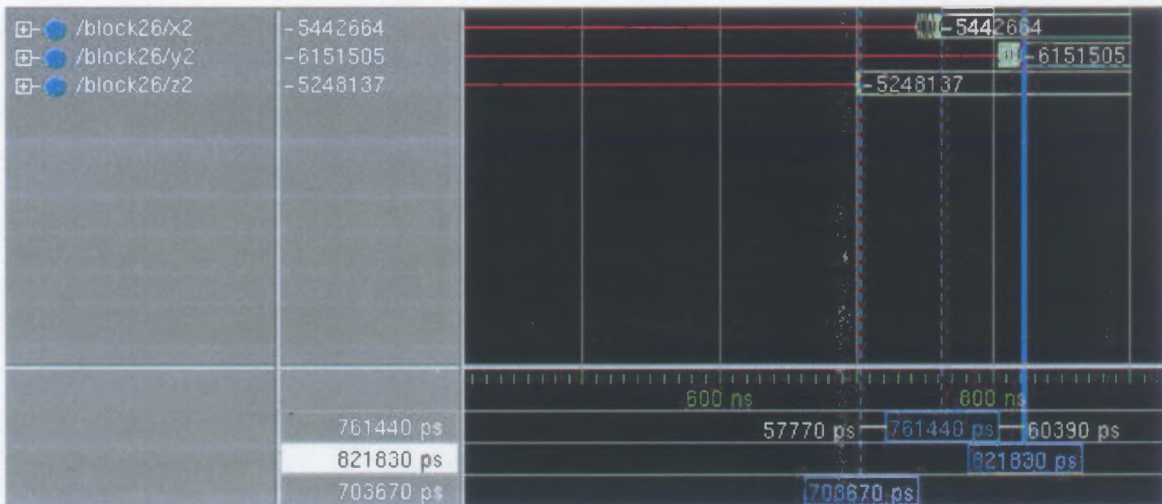 /block26/x2 -5442664 -5442664
/block26/y2 -6151505 -6151505
/block26/z2 -5248137 -5248137
600 ns 800 ns
761440 ps 57770 ps 761440 ps 60390 ps
821830 ps 821830 ps
703670 ps 703670 ps